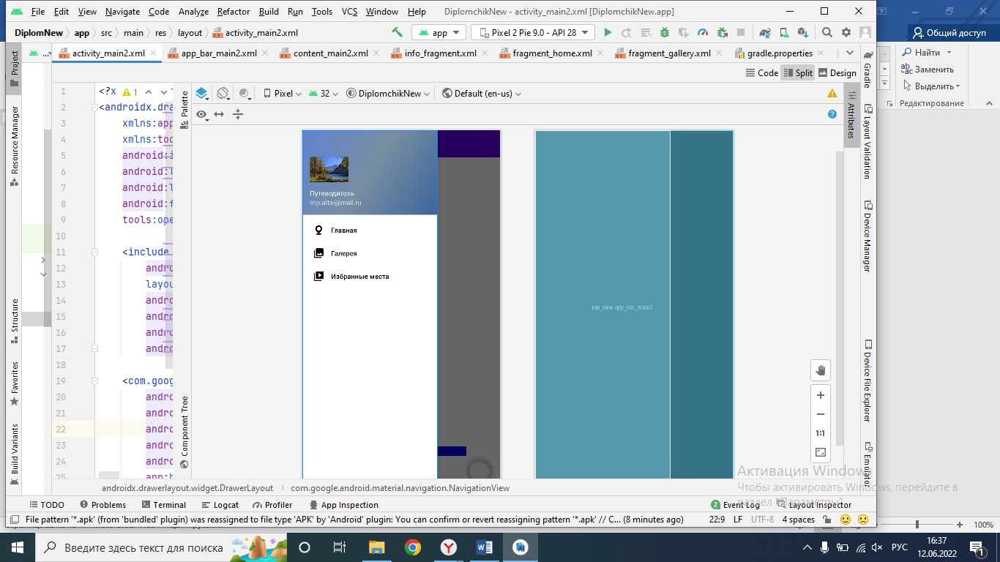 File Edit View Navigate Code Analyze Refactor Build Run Tools VCS Window Help DiplomchikNew - activity_main2.xml [DiplomchikNew.app]
DiplomNew app src main res layout activity_main2.xml app Pixel 2 Pie 9.0 - API 28
Общий доступ
... activity_main2.xml app_bar_main2.xml content_main2.xml info_fragment.xml fragment_home.xml fragment_gallery.xml gradle.properties
Найти
Заменить
Выделить
Редактирование
Code Split Design
Project
Resource Manager
Structure
Favorites
Build Variants
1 <?x 1
2 <androidx.dra
3 xmlns:app
4 xmlns:too
5 android:i
6 android:l
7 android:l
8 android:f
9 tools:ope
10
11 <include
12 andro
13 layou
14 andro
15 andro
16 andro
17 andro
18
19 <com.goog
20 andro
21 andro
22 andro
23 andro
24 andro
25 app:h
Palette
Component Tree
Pixel 32 DiplomchikNew Default (en-us)
Путеводитель
trip.altai@mail.ru
Главная
Галерея
Избранные места
nav_view app_bar_main2
1:1
Attributes
Gradle
Layout Validation
Device Manager
Device File Explorer
Emulator
androidx.drawerlayout.widget.DrawerLayout com.google.android.material.navigation.NavigationView
Активация Windows
Чтобы активировать Windows, перейдите в
раздел "Параметры".
TODO Problems Terminal Logcat Profiler App Inspection 2 Event Log Layout Inspector
File pattern '*.apk' (from 'bundled' plugin) was reassigned to file type 'APK' by 'Android' plugin: You can confirm or revert reassigning pattern '*.apk' // C... (8 minutes ago) 22:9 LF UTF-8 4 spaces
100%
Введите здесь текст для поиска
РУС
16:37
12.06.2022
1